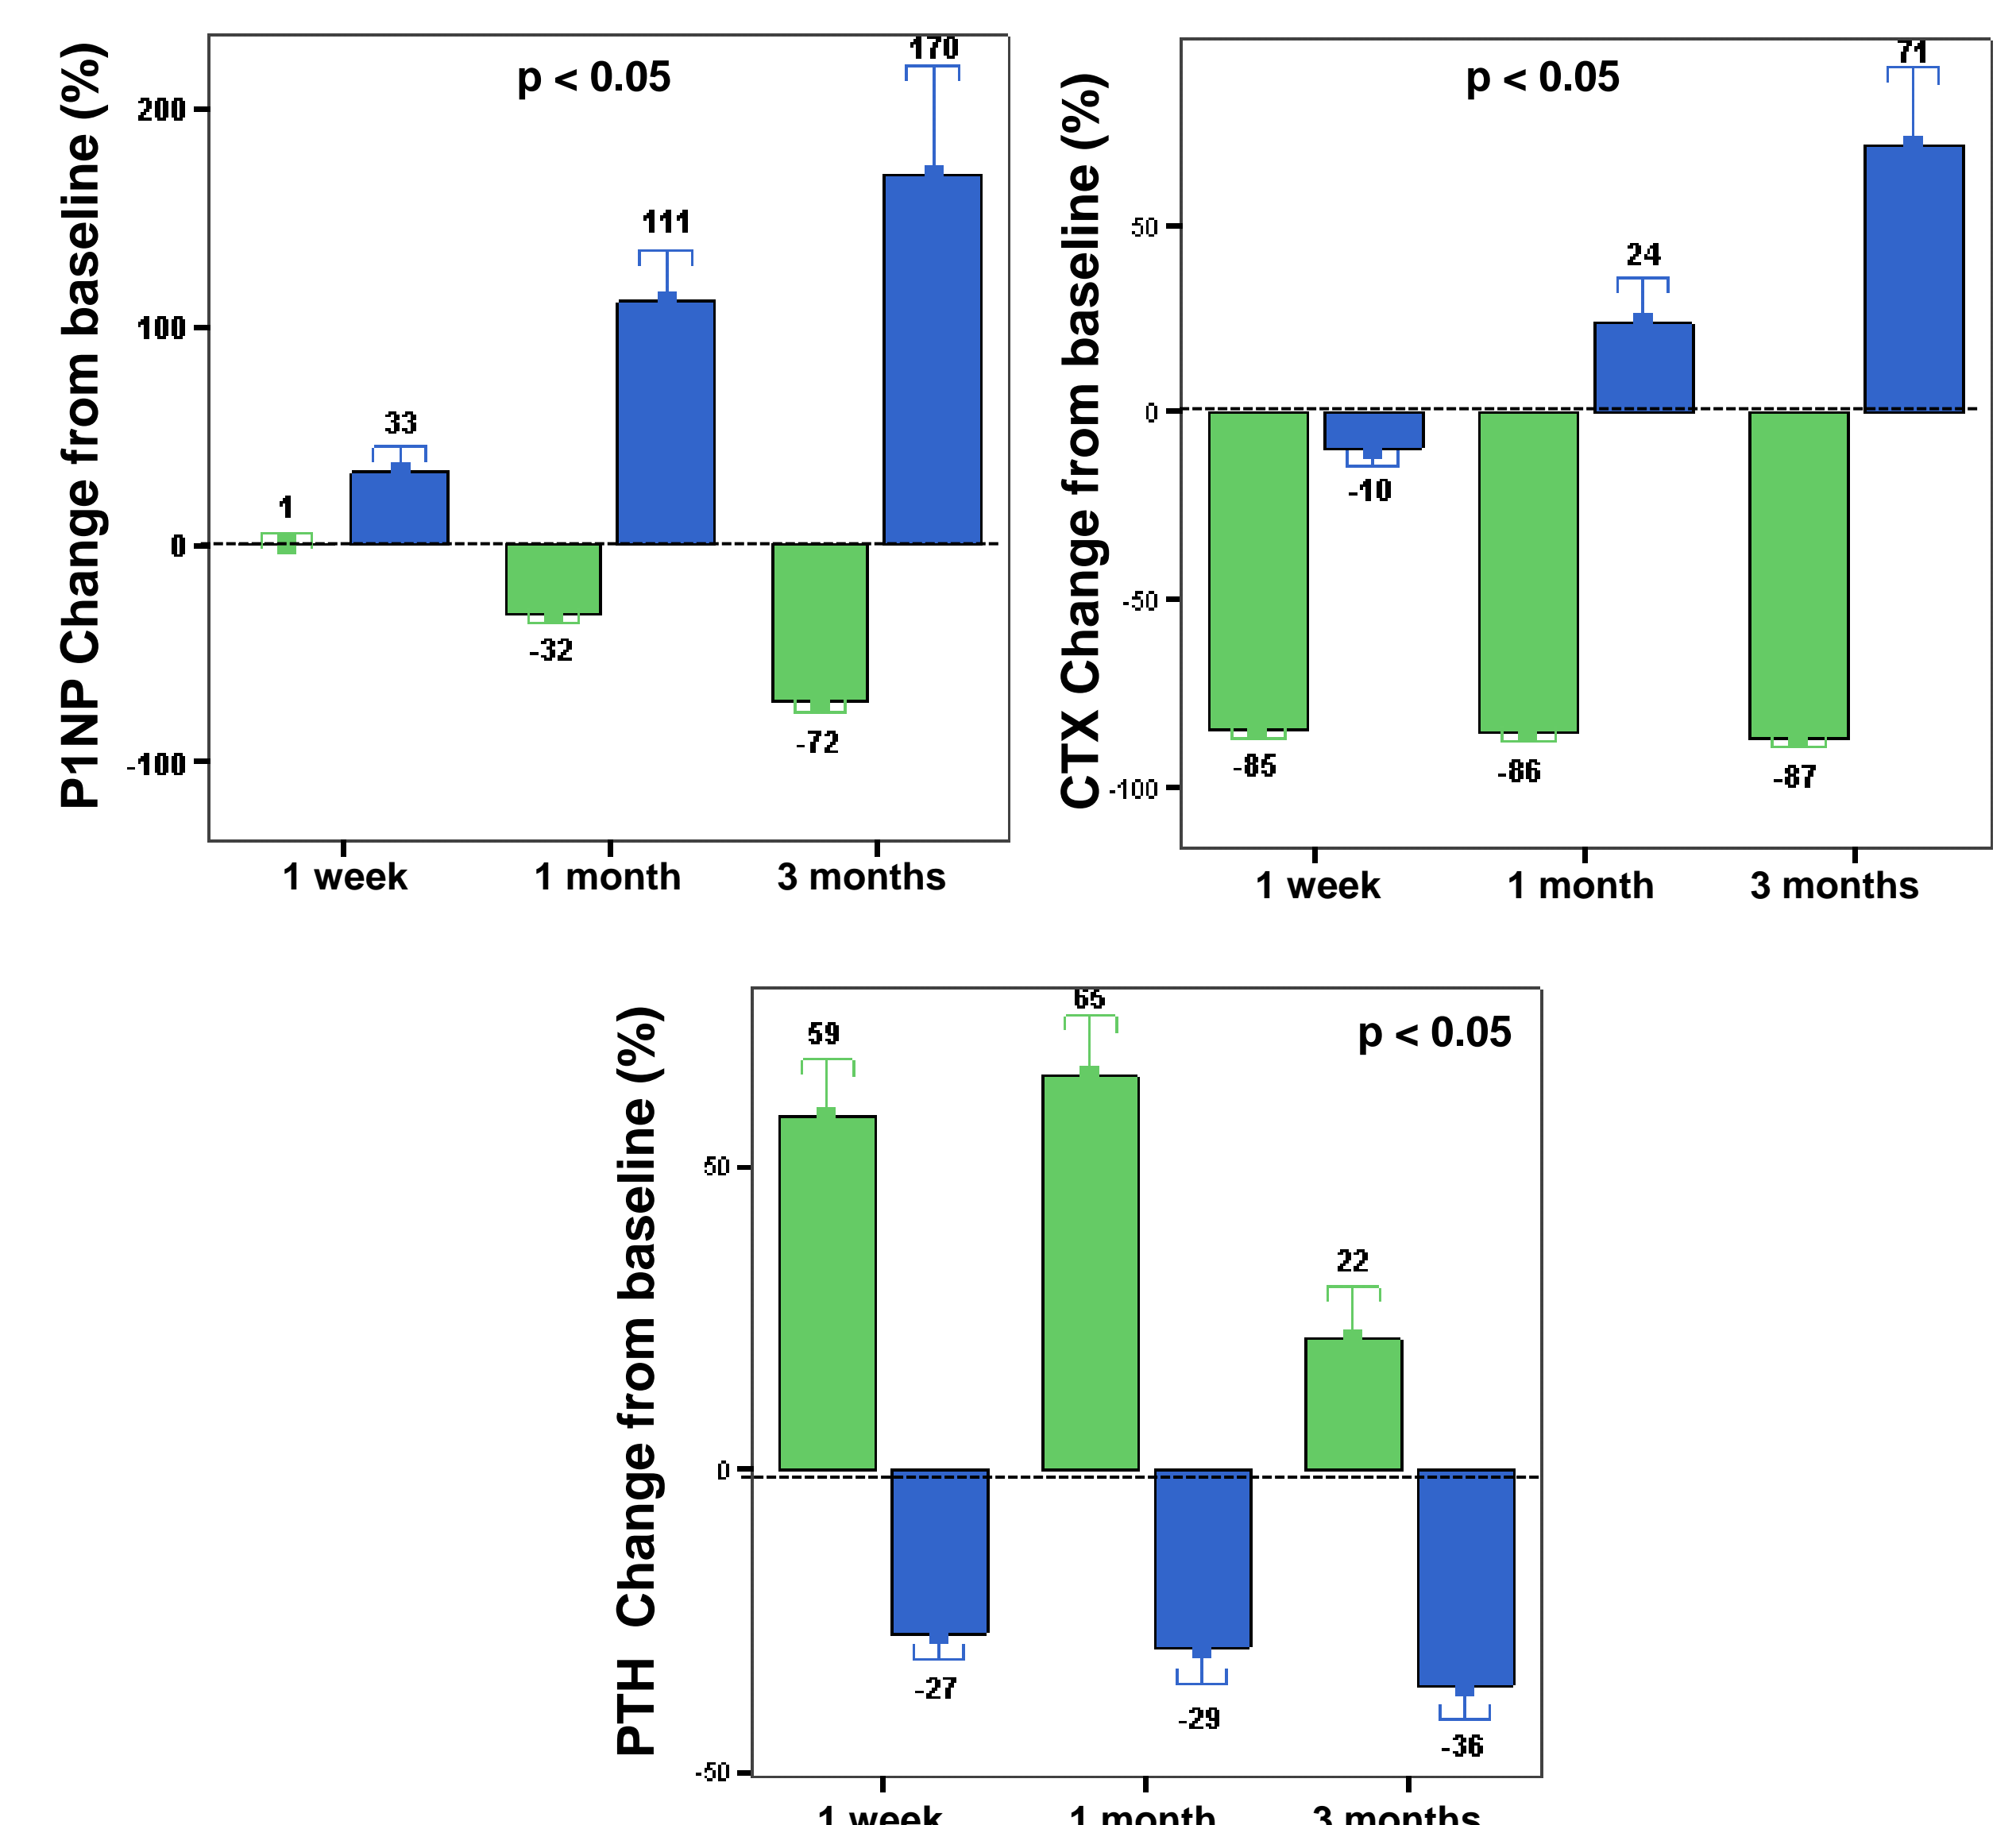 P1NP Change from baseline (%)
p < 0.05
200
100
0
-100
1
33
-32
111
-72
170
1 week
1 month
3 months
CTX Change from baseline (%)
p < 0.05
50
0
-50
-100
-85
-10
-86
24
-87
71
1 week
1 month
3 months
PTH Change from baseline (%)
p < 0.05
50
0
-50
59
-27
65
-29
22
-36
1 week
1 month
3 months